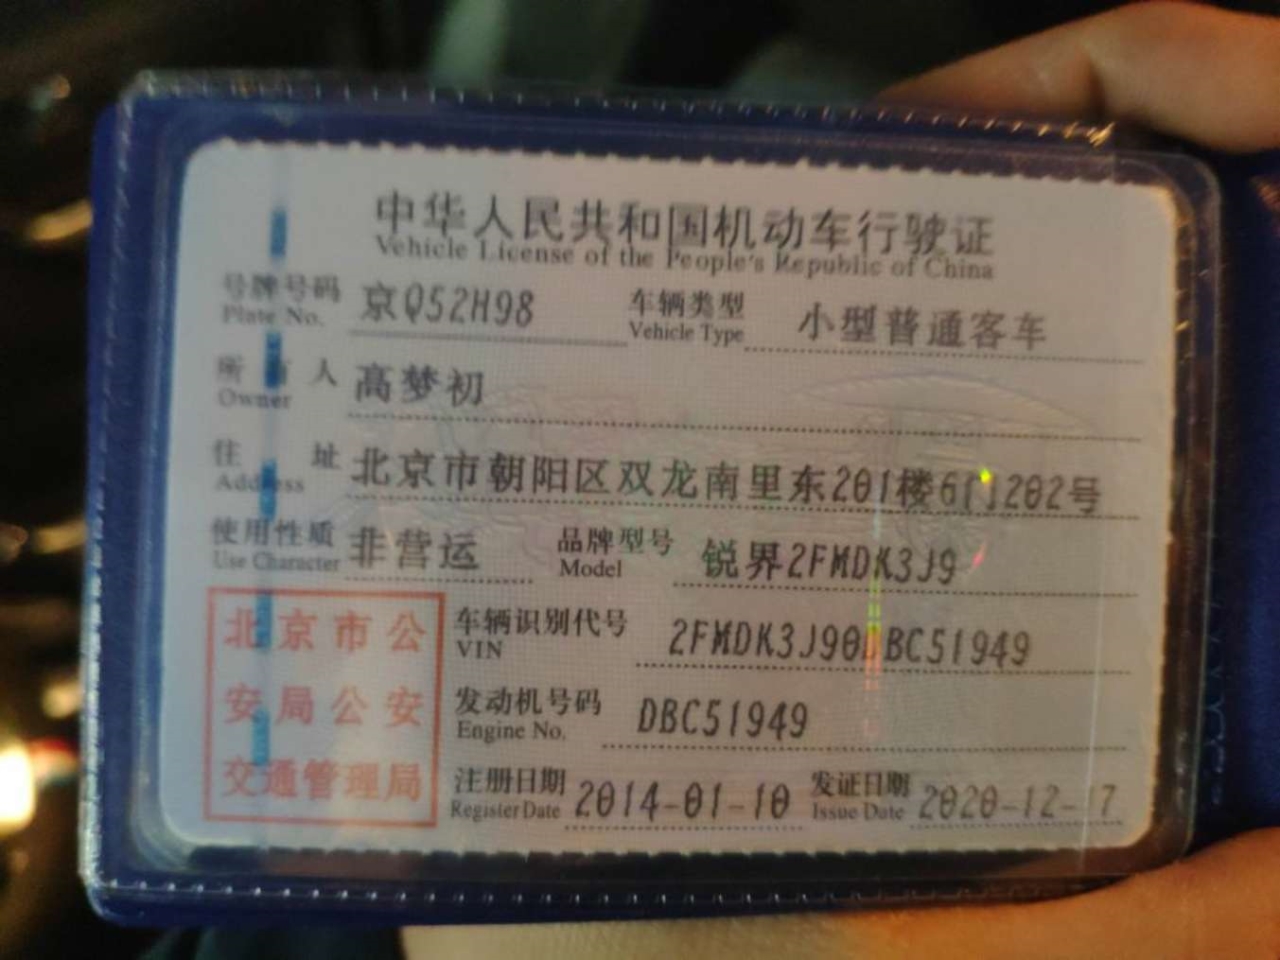 中华人民共和国机动车行驶证
Vehicle License of the People's Republic of China
号牌号码 京Q52H98 车辆类型 小型普通客车
Plate No. Vehicle Type
所有人 高梦初
Owner
住址 北京市朝阳区双龙南里东201楼6门202号
Address
使用性质 非营运 品牌型号 锐界2FMDK3J9
Use Character Model
北京市公
安局公安
交通管理局
车辆识别代号 2FMDK3J90DBC51949
VIN
发动机号码 DBC51949
Engine No.
注册日期 2014-01-10 发证日期 2020-12-17
Register Date Issue Date